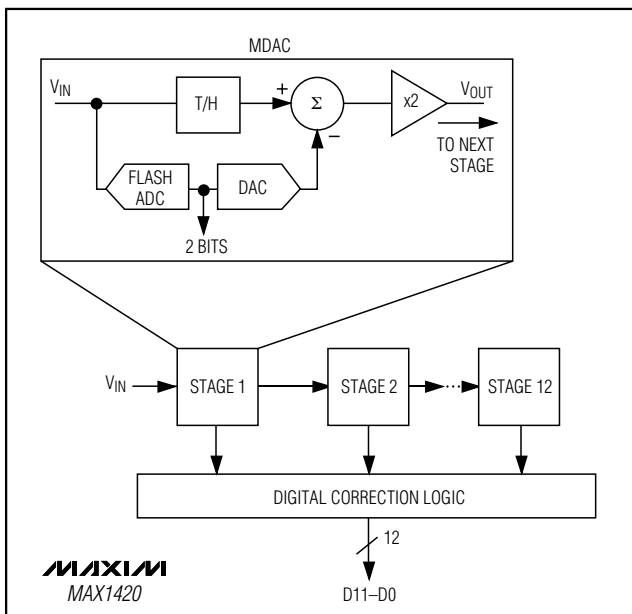 MDAC
V_IN
T/H
+
Σ
−
x2
V_OUT
TO NEXT
STAGE
FLASH
ADC
DAC
2 BITS
V_IN
STAGE 1
STAGE 2
STAGE 12
DIGITAL CORRECTION LOGIC
12
MAXIM
MAX1420
D11–D0